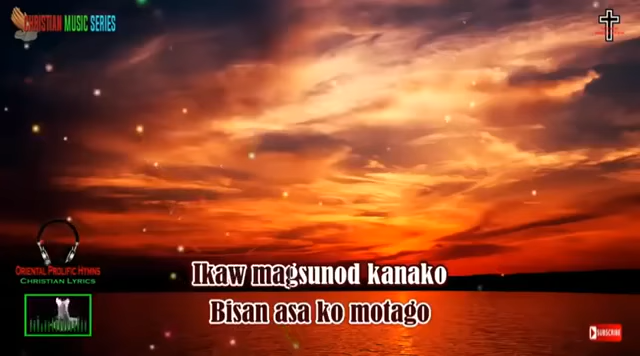 CHRISTIAN MUSIC SERIES
ORIENTAL PROLIFIC HYMNS
CHRISTIAN LYRICS
Ikaw magsunod kanako
Bisan asa ko motago
SUBSCRIBE